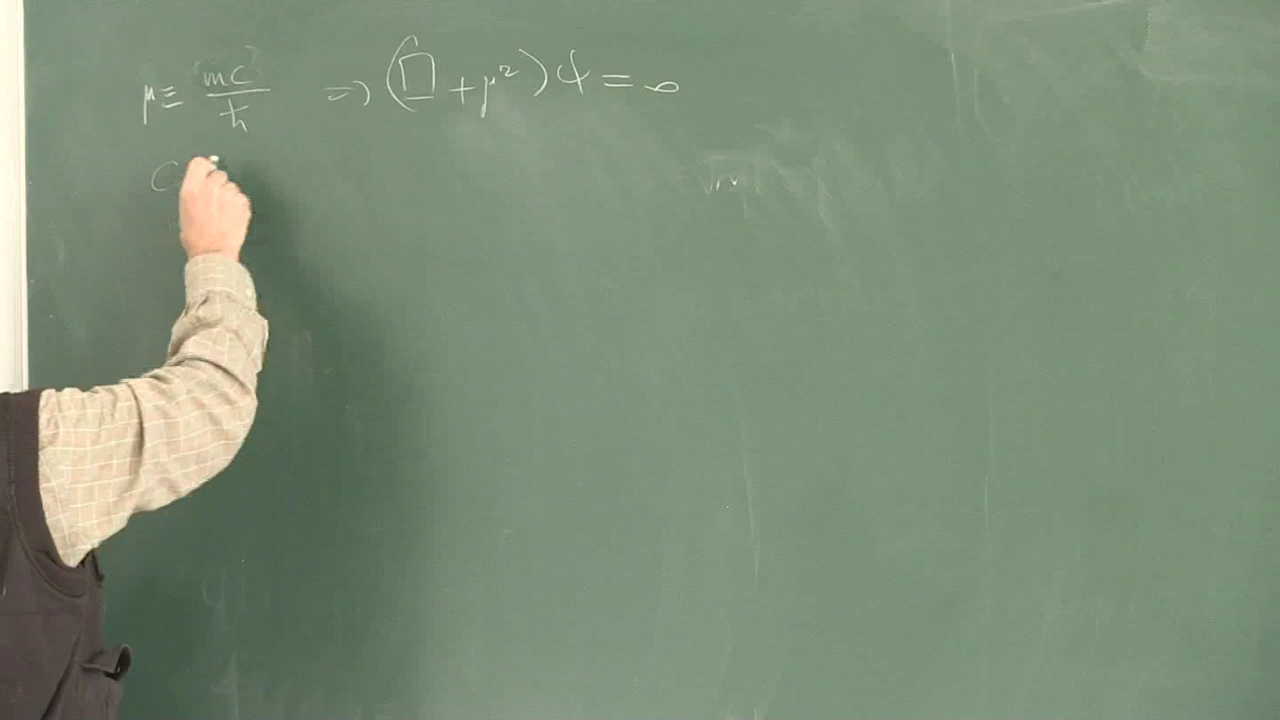 μ ≡ mc/ħ ⇒ (□ + μ²) ψ = 0
C